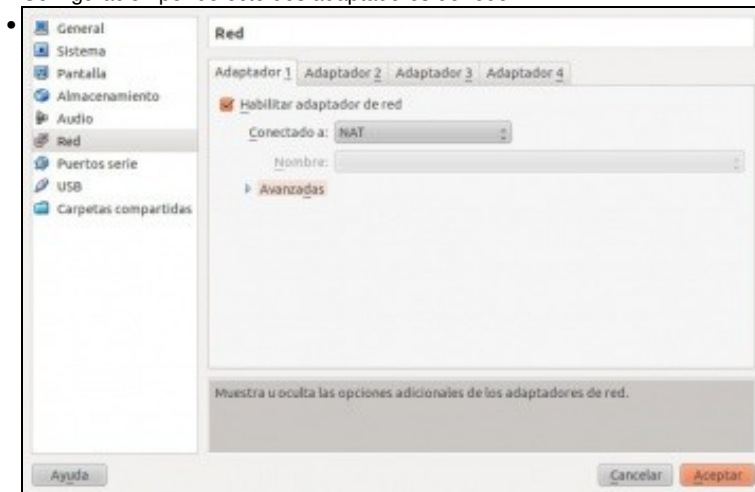 General
Sistema
Pantalla
Almacenamiento
Audio
Red
Puertos serie
USB
Carpetas compartidas
Red
Adaptador 1 Adaptador 2 Adaptador 3 Adaptador 4
Habilitar adaptador de red
Conectado a: NAT
Nombre:
Avanzadas
Muestra u oculta las opciones adicionales de los adaptadores de red.
Ayuda Cancelar Aceptar